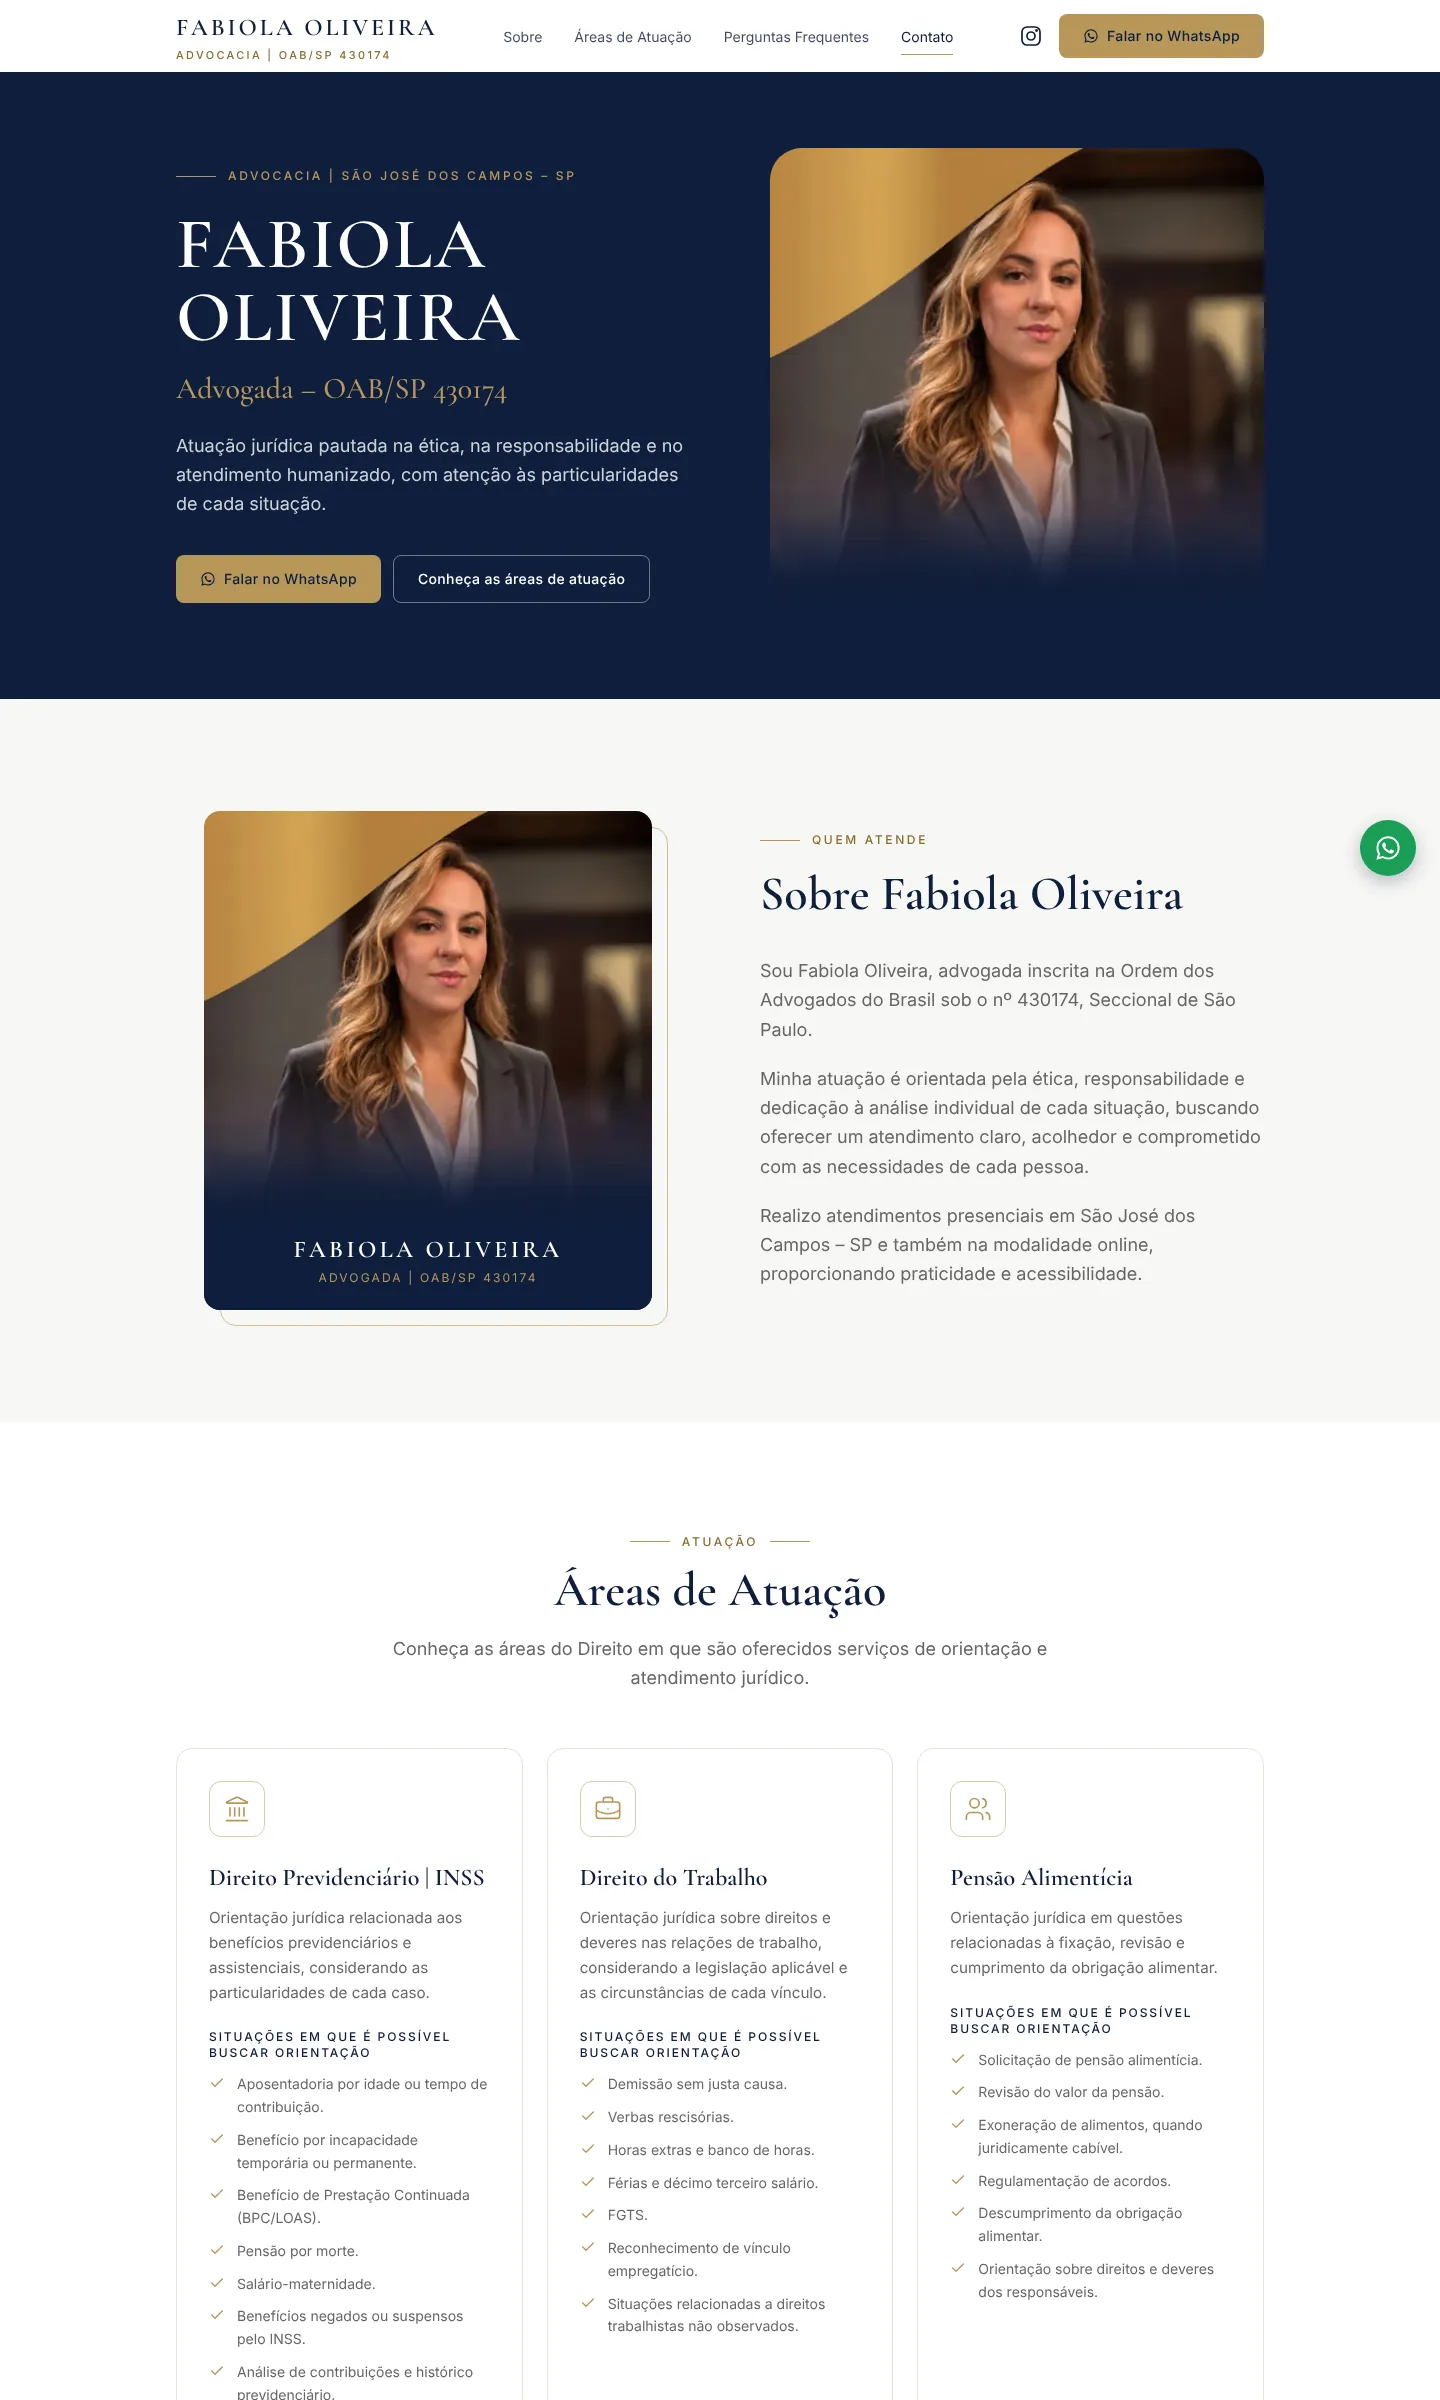 FABIOLA OLIVEIRA
ADVOCACIA | OAB/SP 430174
Sobre
Áreas de Atuação
Perguntas Frequentes
Contato
Falar no WhatsApp
ADVOCACIA | SÃO JOSÉ DOS CAMPOS – SP
FABIOLA
OLIVEIRA
Advogada – OAB/SP 430174
Atuação jurídica pautada na ética, na responsabilidade e no
atendimento humanizado, com atenção às particularidades
de cada situação.
Falar no WhatsApp
Conheça as áreas de atuação
FABIOLA OLIVEIRA
ADVOGADA | OAB/SP 430174
QUEM ATENDE
Sobre Fabiola Oliveira
Sou Fabiola Oliveira, advogada inscrita na Ordem dos
Advogados do Brasil sob o nº 430174, Seccional de São
Paulo.
Minha atuação é orientada pela ética, responsabilidade e
dedicação à análise individual de cada situação, buscando
oferecer um atendimento claro, acolhedor e comprometido
com as necessidades de cada pessoa.
Realizo atendimentos presenciais em São José dos
Campos – SP e também na modalidade online,
proporcionando praticidade e acessibilidade.
ATUAÇÃO
Áreas de Atuação
Conheça as áreas do Direito em que são oferecidos serviços de orientação e
atendimento jurídico.
Direito Previdenciário | INSS
Orientação jurídica relacionada aos
benefícios previdenciários e
assistenciais, considerando as
particularidades de cada caso.
SITUAÇÕES EM QUE É POSSÍVEL
BUSCAR ORIENTAÇÃO
Aposentadoria por idade ou tempo de
contribuição.
Benefício por incapacidade
temporária ou permanente.
Benefício de Prestação Continuada
(BPC/LOAS).
Pensão por morte.
Salário-maternidade.
Benefícios negados ou suspensos
pelo INSS.
Análise de contribuições e histórico
previdenciário.
Direito do Trabalho
Orientação jurídica sobre direitos e
deveres nas relações de trabalho,
considerando a legislação aplicável e
as circunstâncias de cada vínculo.
SITUAÇÕES EM QUE É POSSÍVEL
BUSCAR ORIENTAÇÃO
Demissão sem justa causa.
Verbas rescisórias.
Horas extras e banco de horas.
Férias e décimo terceiro salário.
FGTS.
Reconhecimento de vínculo
empregatício.
Situações relacionadas a direitos
trabalhistas não observados.
Pensão Alimentícia
Orientação jurídica em questões
relacionadas à fixação, revisão e
cumprimento da obrigação alimentar.
SITUAÇÕES EM QUE É POSSÍVEL
BUSCAR ORIENTAÇÃO
Solicitação de pensão alimentícia.
Revisão do valor da pensão.
Exoneração de alimentos, quando
juridicamente cabível.
Regulamentação de acordos.
Descumprimento da obrigação
alimentar.
Orientação sobre direitos e deveres
dos responsáveis.